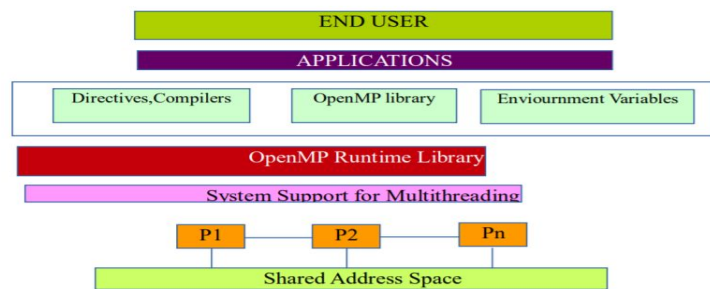 END USER
APPLICATIONS
Directives,Compilers
OpenMP library
Enviournment Variables
OpenMP Runtime Library
System Support for Multithreading
P1
P2
Pn
Shared Address Space